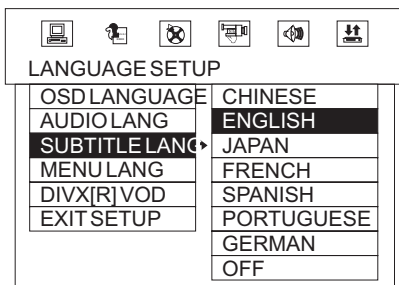 LANGUAGE SETUP
OSD LANGUAGE
AUDIO LANG
SUBTITLE LANG
MENU LANG
DIVX[R] VOD
EXIT SETUP
CHINESE
ENGLISH
JAPAN
FRENCH
SPANISH
PORTUGUESE
GERMAN
OFF